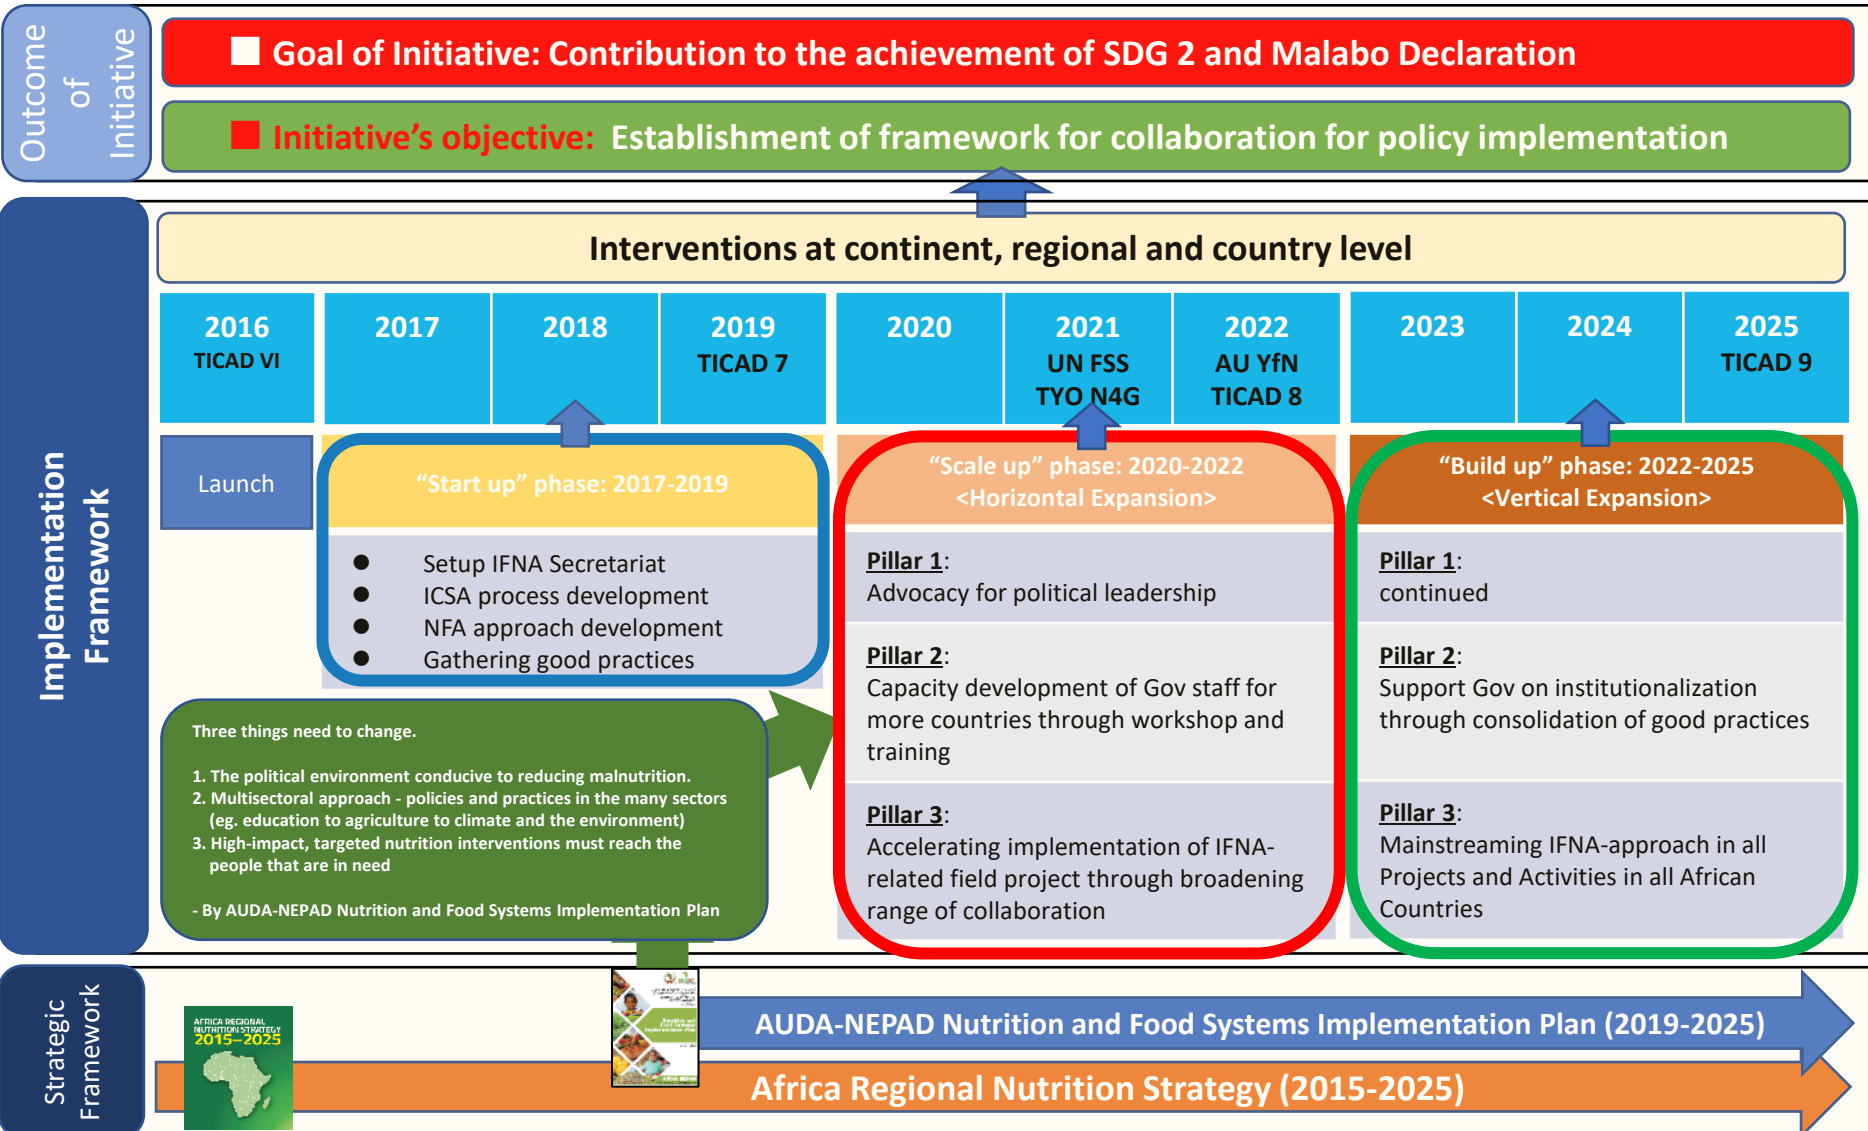 Outcome
of
Initiative
■ Goal of Initiative: Contribution to the achievement of SDG 2 and Malabo Declaration
■ Initiative's objective: Establishment of framework for collaboration for policy implementation
Implementation
Framework
Interventions at continent, regional and country level
2016
TICAD VI
2017
2018
2019
TICAD 7
2020
2021
UN FSS
TYO N4G
2022
AU YfN
TICAD 8
2023
2024
2025
TICAD 9
Launch
“Start up” phase: 2017-2019
● Setup IFNA Secretariat
● ICSA process development
● NFA approach development
● Gathering good practices
“Scale up” phase: 2020-2022
<Horizontal Expansion>
Pillar 1:
Advocacy for political leadership
Pillar 2:
Capacity development of Gov staff for
more countries through workshop and
training
Pillar 3:
Accelerating implementation of IFNA-
related field project through broadening
range of collaboration
“Build up” phase: 2022-2025
<Vertical Expansion>
Pillar 1:
continued
Pillar 2:
Support Gov on institutionalization
through consolidation of good practices
Pillar 3:
Mainstreaming IFNA-approach in all
Projects and Activities in all African
Countries
Three things need to change.
1. The political environment conducive to reducing malnutrition.
2. Multisectoral approach - policies and practices in the many sectors
(eg. education to agriculture to climate and the environment)
3. High-impact, targeted nutrition interventions must reach the
people that are in need
- By AUDA-NEPAD Nutrition and Food Systems Implementation Plan
Strategic
Framework
AFRICA REGIONAL
NUTRITION STRATEGY
2015–2025
Nutrition and
Food Systems
Implementation Plan
AUDA-NEPAD Nutrition and Food Systems Implementation Plan (2019-2025)
Africa Regional Nutrition Strategy (2015-2025)